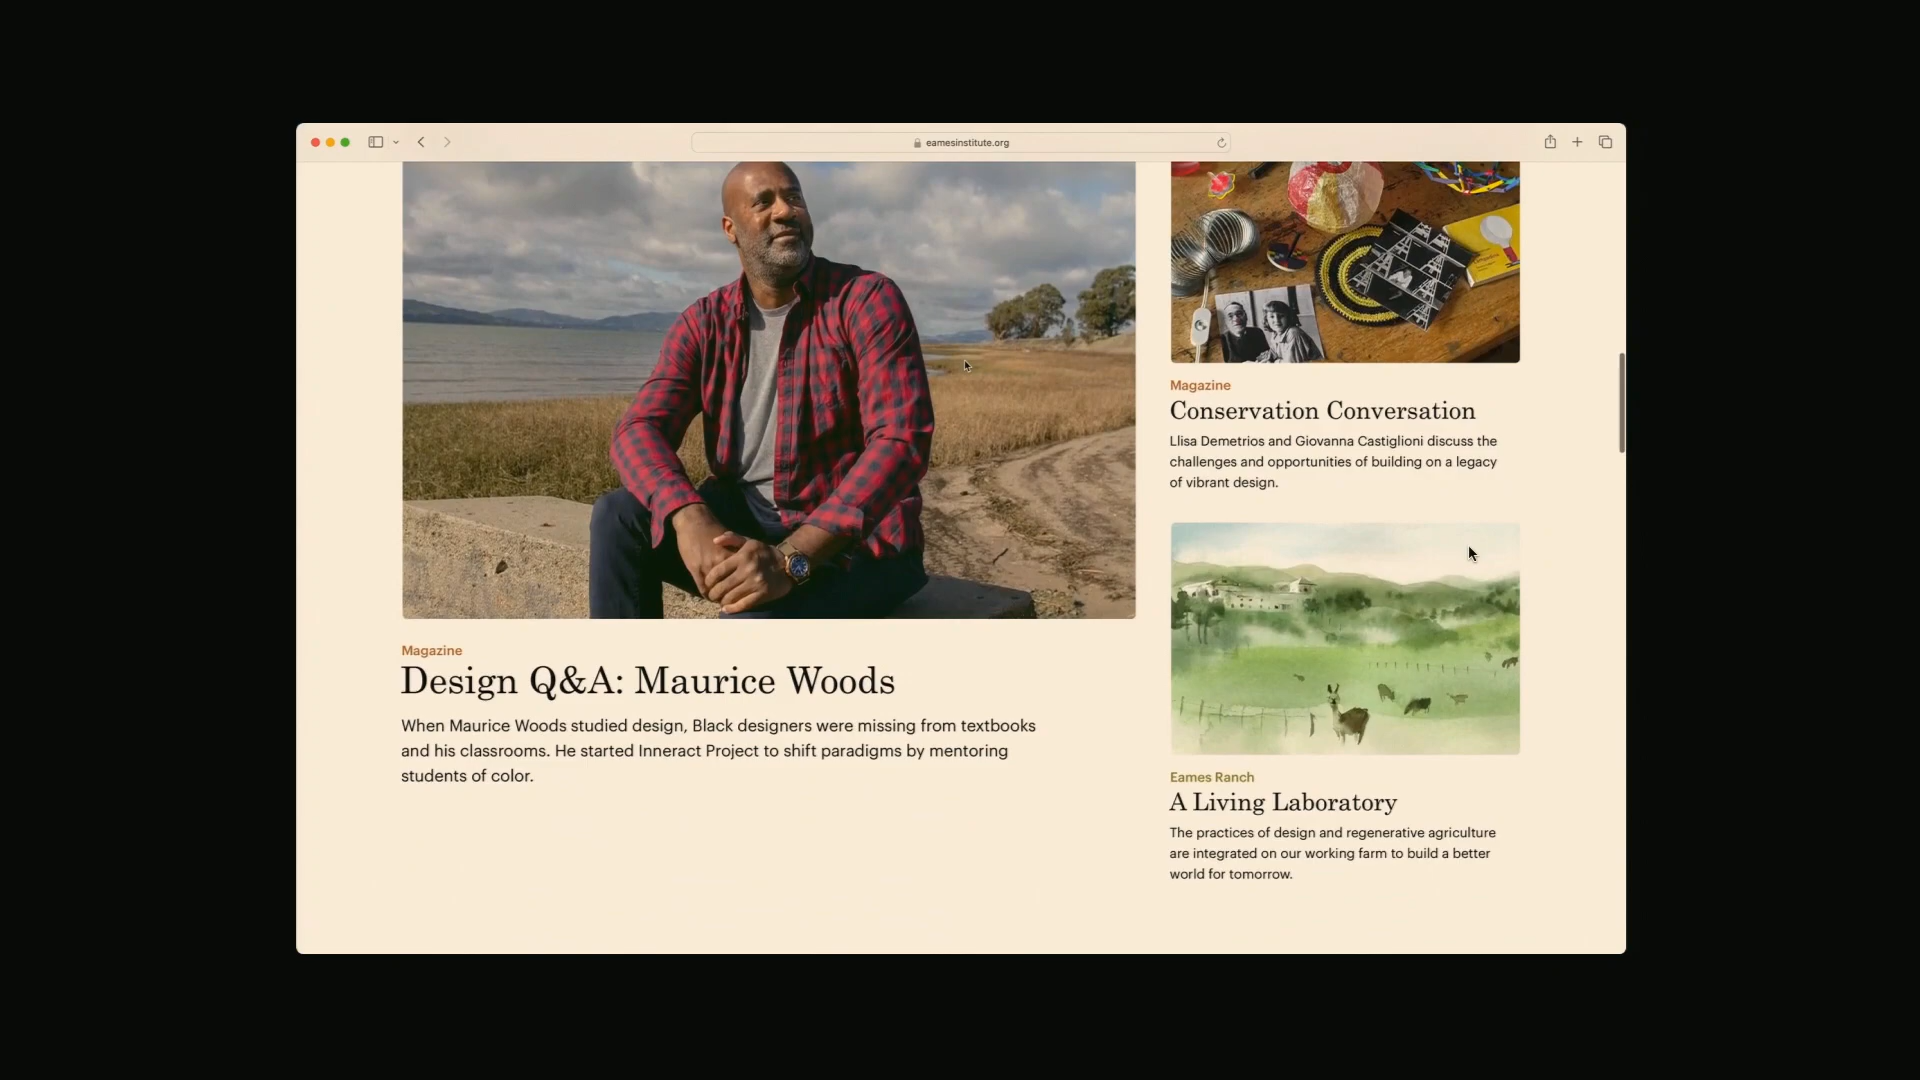 eamesinstitute.org
Magazine
Design Q&A: Maurice Woods
When Maurice Woods studied design, Black designers were missing from textbooks
and his classrooms. He started Inneract Project to shift paradigms by mentoring
students of color.
Magazine
Conservation Conversation
Llisa Demetrios and Giovanna Castiglioni discuss the
challenges and opportunities of building on a legacy
of vibrant design.
Eames Ranch
A Living Laboratory
The practices of design and regenerative agriculture
are integrated on our working farm to build a better
world for tomorrow.